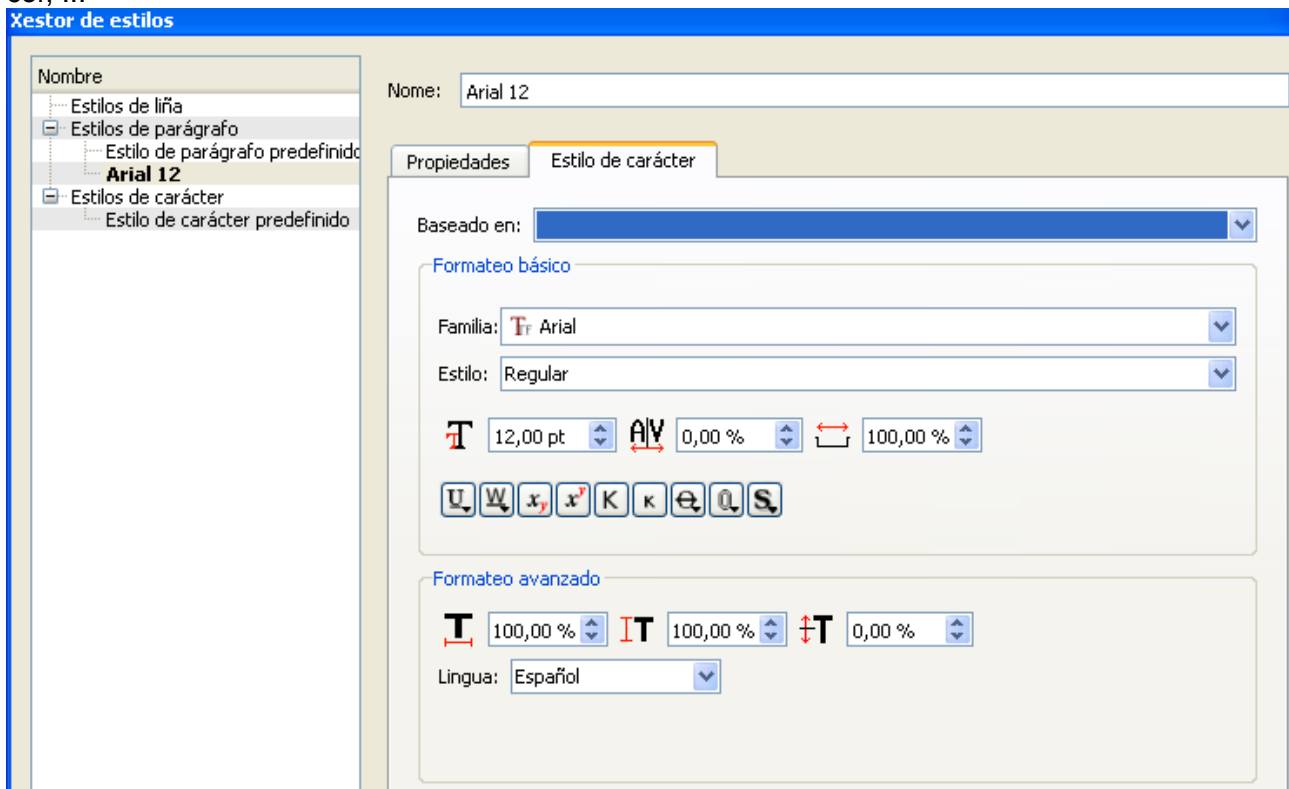 Xestor de estilos
Nombre
Estilos de liña
Estilos de parágrafo
Estilo de parágrafo predefinido
Arial 12
Estilos de carácter
Estilo de carácter predefinido
Nome: Arial 12
Propiedades Estilo de carácter
Baseado en:
Formateo básico
Familia: Arial
Estilo: Regular
12,00 pt 0,00 % 100,00 %
Formateo avanzado
100,00 % 100,00 % 0,00 %
Lingua: Español